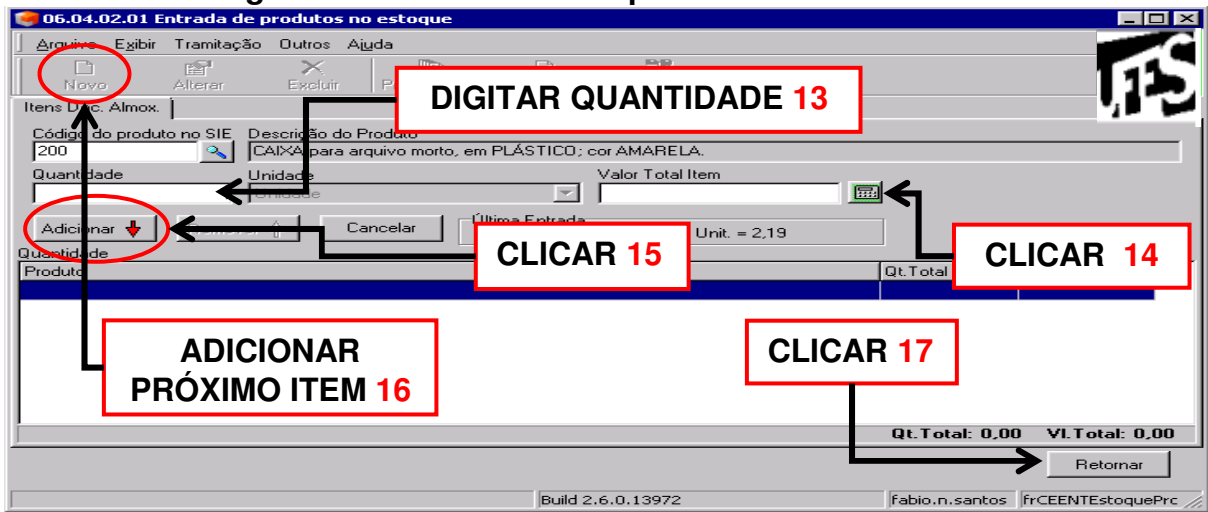 06.04.02.01 Entrada de produtos no estoque
Arquivo Exibir Tramitação Outros Ajuda
Novo Alterar Excluir
DIGITAR QUANTIDADE 13
Itens Doc. Almox.
Código do produto no SIE Descrição do Produto
200 CAIXA para arquivo morto, em PLÁSTICO; cor AMARELA.
Quantidade Unidade Valor Total Item
Unidade
Adicionar Cancelar Última Entrada
Unit. = 2,19
CLICAR 15
CLICAR 14
Quantidade
Produto Qt.Total
ADICIONAR
PRÓXIMO ITEM 16
CLICAR 17
Qt.Total: 0,00 Vl.Total: 0,00
Retornar
Build 2.6.0.13972 fabio.n.santos frCEENTEstoquePrc